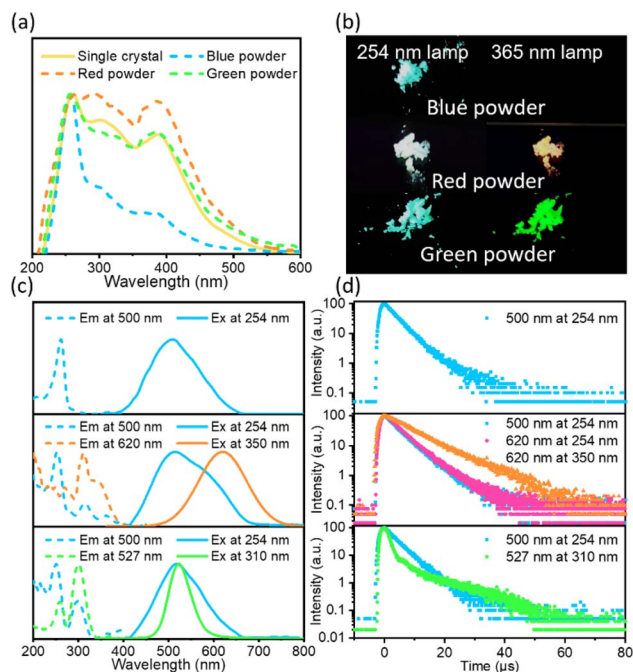 (a)
Single crystal
Blue powder
Red powder
Green powder
200 300 400 500 600
Wavelength (nm)
(b)
254 nm lamp 365 nm lamp
Blue powder
Red powder
Green powder
(c)
Em at 500 nm Ex at 254 nm
Em at 500 nm Ex at 254 nm
Em at 620 nm Ex at 350 nm
Em at 500 nm Ex at 254 nm
Em at 527 nm Ex at 310 nm
200 300 400 500 600 700 800
Wavelength (nm)
(d)
Intensity (a.u.)
100
10
1
0.1
500 nm at 254 nm
Intensity (a.u.)
100
10
1
0.1
500 nm at 254 nm
620 nm at 254 nm
620 nm at 350 nm
Intensity (a.u.)
100
10
1
0.1
0.01
500 nm at 254 nm
527 nm at 310 nm
0 20 40 60 80
Time (μs)